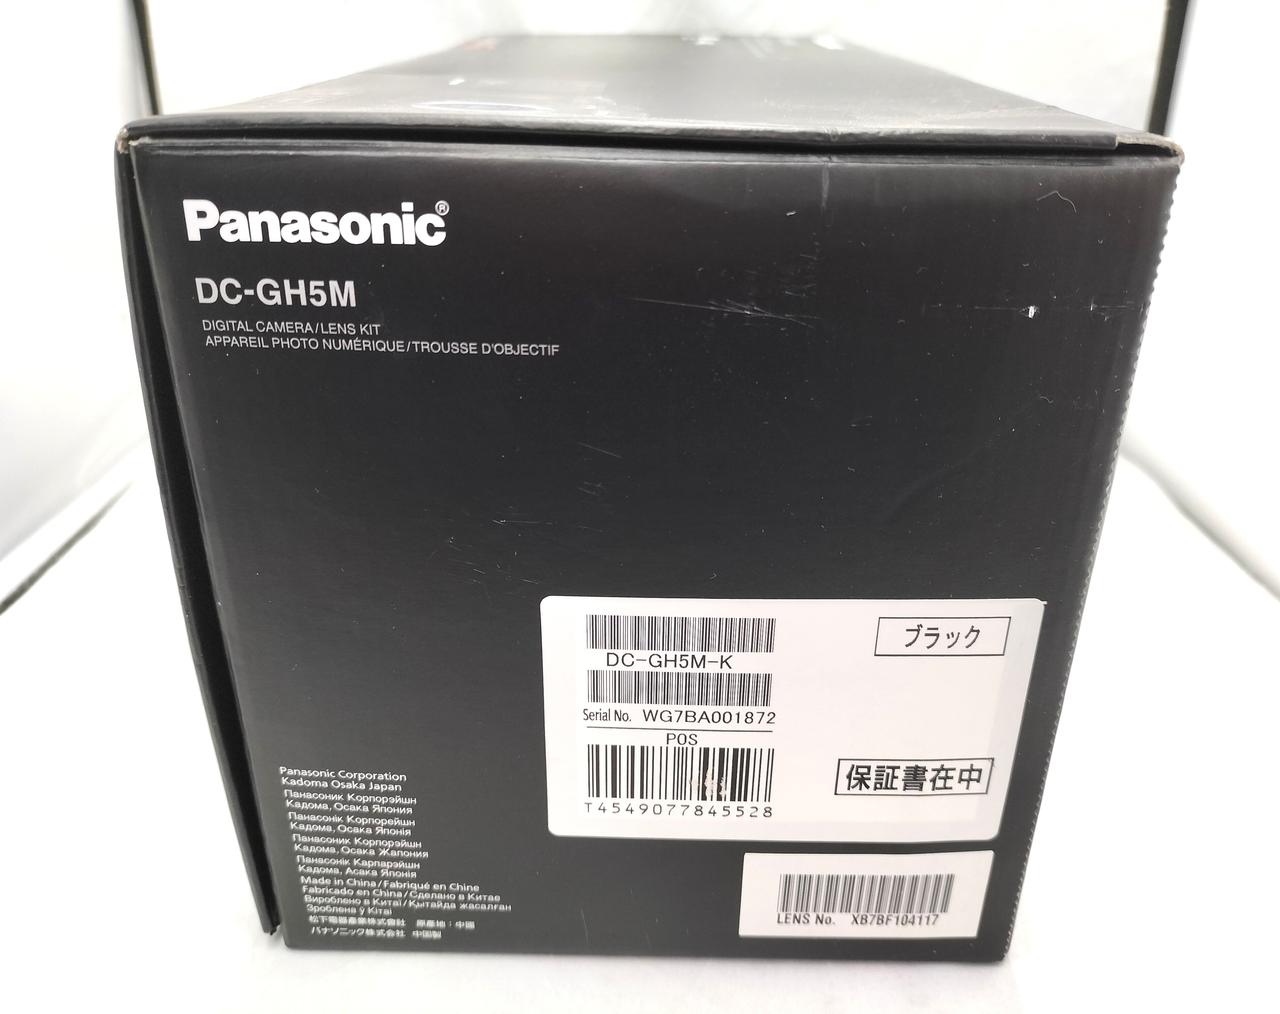 Panasonic®
DC-GH5M
DIGITAL CAMERA/LENS KIT
APPAREIL PHOTO NUMÉRIQUE/TROUSSE D'OBJECTIF
DC-GH5M-K
ブラック
Serial No. WG7BA001872
POS
T4549077845528
保証書在中
LENS No. XB7BF104117
Panasonic Corporation
Kadoma Osaka Japan
Панасоник Корпорэйшн
Кадома, Осака Япония
Панасонік Корпорейшн
Кадома, Осака Японія
Панасоник Корпорэйшн
Кадома, Осака Жапония
Панасонік Карпарэйшн
Кадома, Асака Японія
Made in China/Fabriqué en Chine
Fabricado en China/Сделано в Китае
Вироблено в Китаї/Қытайда жасалған
Зроблена ў Кітаі
松下電器產業株式會社 原產地：中國
パナソニック株式会社 中国製